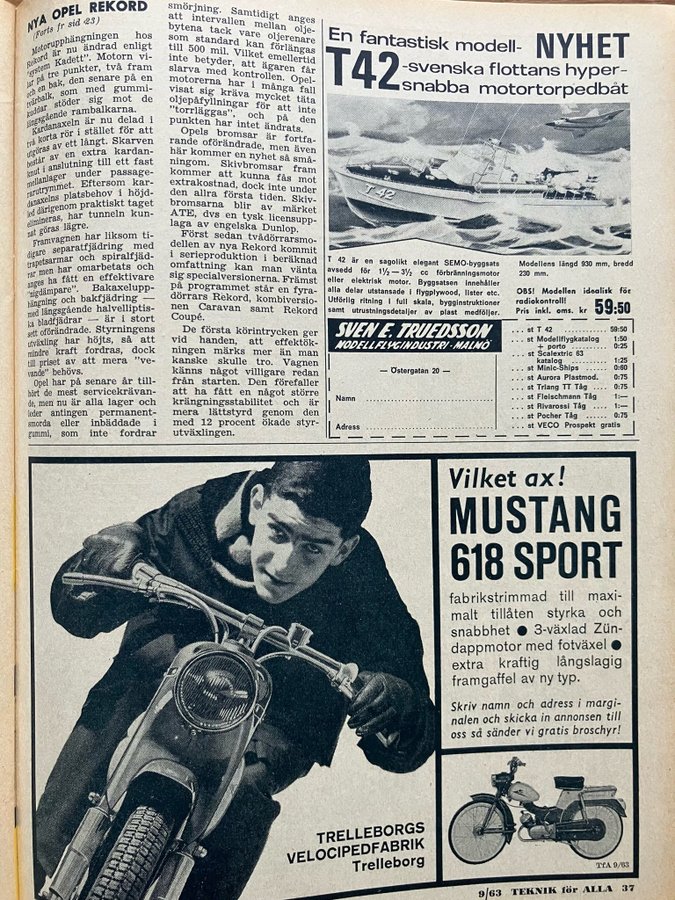 NYA OPEL REKORD
(Forts fr sid 23)
Motorupphängningen hos
Rekord är nu ändrad enligt
"system Kadett". Motorn vi-
lar på tre punkter, två fram
och en bak, den senare på en
tvärbalk, som med gummi-
kuddar stöder sig mot de
längsgående rambalkarna.
Kardanaxeln är nu delad i
två korta rör i stället för att
utgöras av ett långt. Skarven
består av en extra kardan-
knut i anslutning till ett fast
mellanlager under passage-
rarutrymmet. Eftersom kar-
danaxelns platsbehov i höjd-
led därigenom praktiskt taget
elimineras, har tunneln kun-
nat göras lägre.
Framvagnen har liksom ti-
digare separatfjädring med
trapetsarmar och spiralfjäd-
rar men har omarbetats och
anges ha fått en effektivare
"nigdämpare". Bakaxelupp-
hängning och bakfjädring —
med längsgående halvelliptis-
ka bladfjädrar — är i stort
sett oförändrade. Styrningens
utväxling har höjts, så att
mindre kraft fordras, dock
till priset av att mera "ve-
vande" behövs.
Opel har på senare år till-
hört de mest servicekrävan-
de, men nu är alla lager och
leder antingen permanent-
smorda eller inbäddade i
gummi, som inte fordrar
smörjning. Samtidigt anges
att intervallen mellan olje-
bytena tack vare oljerenare
som standard kan förlängas
till 500 mil. Vilket emellertid
inte betyder, att ägaren får
slarva med kontrollen. Opel-
motorerna har i många fall
visat sig kräva mycket täta
oljepåfyllningar för att inte
"torrläggas", och på den
punkten har intet ändrats.
Opels bromsar är fortfa-
rande oförändrade, men även
här kommer en nyhet så små-
ningom. Skivbromsar fram
kommer att kunna fås mot
extrakostnad, dock inte under
den allra första tiden. Skiv-
bromsarna blir av märket
ATE, dvs en tysk licensupp-
laga av engelska Dunlop.
Först sedan tvådörrarsmo-
dellen av nya Rekord kommit
i serieproduktion i beräknad
omfattning kan man vänta
sig specialversionerna. Främst
på programmet står en fyra-
dörrars Rekord, kombiversio-
nen Caravan samt Rekord
Coupé.
De första körintrycken ger
vid handen, att effektök-
ningen märks mer än man
kanske skulle tro. Vagnen
känns något villigare redan
från starten. Den förefaller
att ha fått en något större
krängningsstabilitet och är
mera lättstyrd genom den
med 12 procent ökade styr-
utväxlingen.
En fantastisk modell- NYHET
T42 -svenska flottans hyper-
snabba motortorpedbåt
T 42
T 42 är en sagolikt elegant SEMO-byggsats
avsedd för 1½—3½ cc förbränningsmotor
eller elektrisk motor. Byggsatsen innehåller
alla delar utstansade i flygplywood, lister etc.
Utförlig ritning i full skala, bygginstruktioner
samt utrustningsdetaljer av plast medföljer.
Modellens längd 930 mm, bredd
230 mm.
OBS! Modellen idealisk för
radiokontroll!
Pris inkl. oms. kr 59:50
SVEN E. TRUEDSSON
MODELLFLYGINDUSTRI · MALMÖ
— Östergatan 20 —
Namn
Adress
... st T 42 ... 59:50
... st Modellflygkatalog 1:50
+ porto ... 0:25
... st Scalextric 63
katalog ... 1:25
... st Minic-Ships ... 0:60
... st Aurora Plastmod. 0:75
... st Triang TT Tåg 0:75
... st Fleischmann Tåg 1:—
... st Rivarossi Tåg 1:—
... st Pocher Tåg ... 0:75
... st VECO Prospekt gratis
Vilket ax!
MUSTANG
618 SPORT
fabrikstrimmad till maxi-
malt tillåten styrka och
snabbhet ● 3-växlad Zün-
dappmotor med fotväxel ●
extra kraftig långslagig
framgaffel av ny typ.
Skriv namn och adress i margi-
nalen och skicka in annonsen till
oss så sänder vi gratis broschyr!
TRELLEBORGS
VELOCIPEDFABRIK
Trelleborg
TfA 9/63
9/63 TEKNIK för ALLA 37